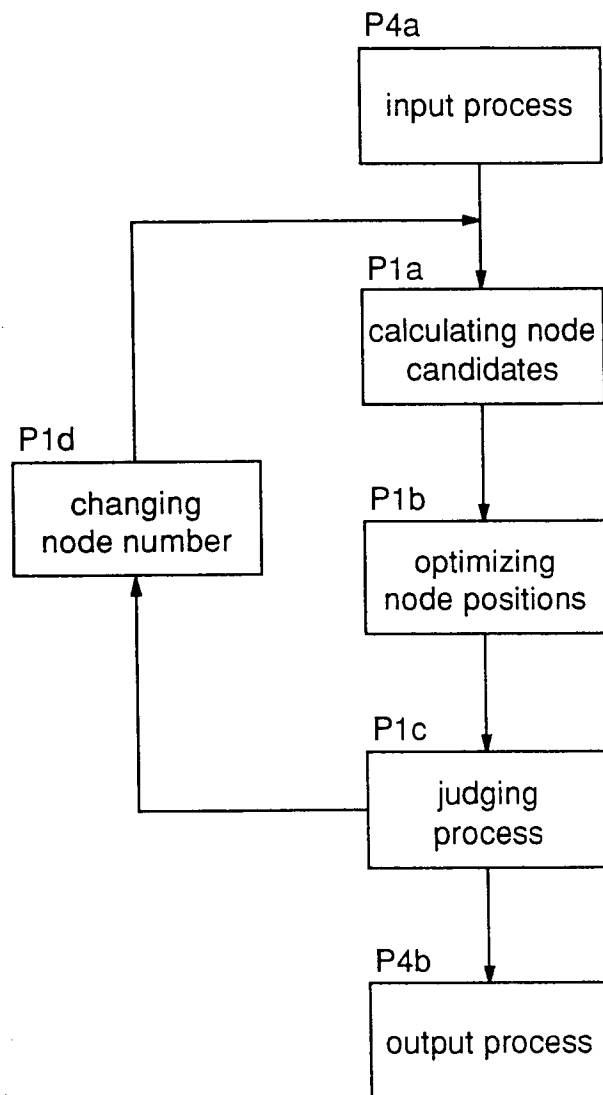 P4a
input process
P1a
calculating node
candidates
P1d
changing
node number
P1b
optimizing
node positions
P1c
judging
process
P4b
output process